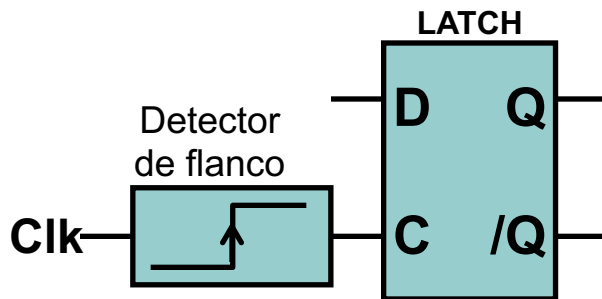 LATCH
D Q
Detector
de flanco
Clk C /Q